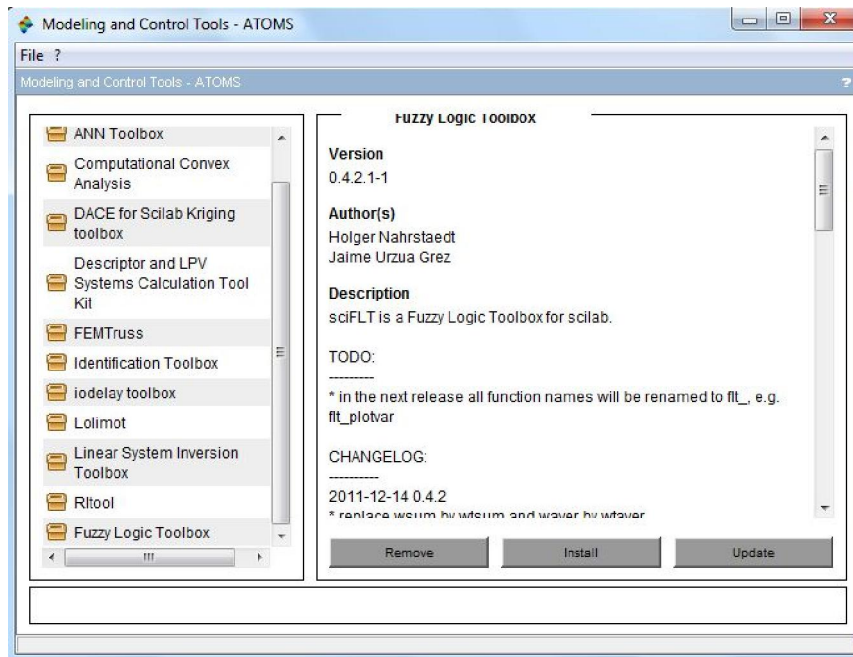 Modeling and Control Tools - ATOMS
File ?
Modeling and Control Tools - ATOMS ?
ANN Toolbox
Computational Convex
Analysis
DACE for Scilab Kriging
toolbox
Descriptor and LPV
Systems Calculation Tool
Kit
FEMTruss
Identification Toolbox
iodelay toolbox
Lolimot
Linear System Inversion
Toolbox
Rltool
Fuzzy Logic Toolbox
Fuzzy Logic Toolbox
Version
0.4.2.1-1
Author(s)
Holger Nahrstaedt
Jaime Urzua Grez
Description
sciFLT is a Fuzzy Logic Toolbox for scilab.
TODO:
---------
* in the next release all function names will be renamed to flt_, e.g.
flt_plotvar
CHANGELOG:
----------
2011-12-14 0.4.2
* replace wsum by wtsum and waver by wtaver
Remove Install Update